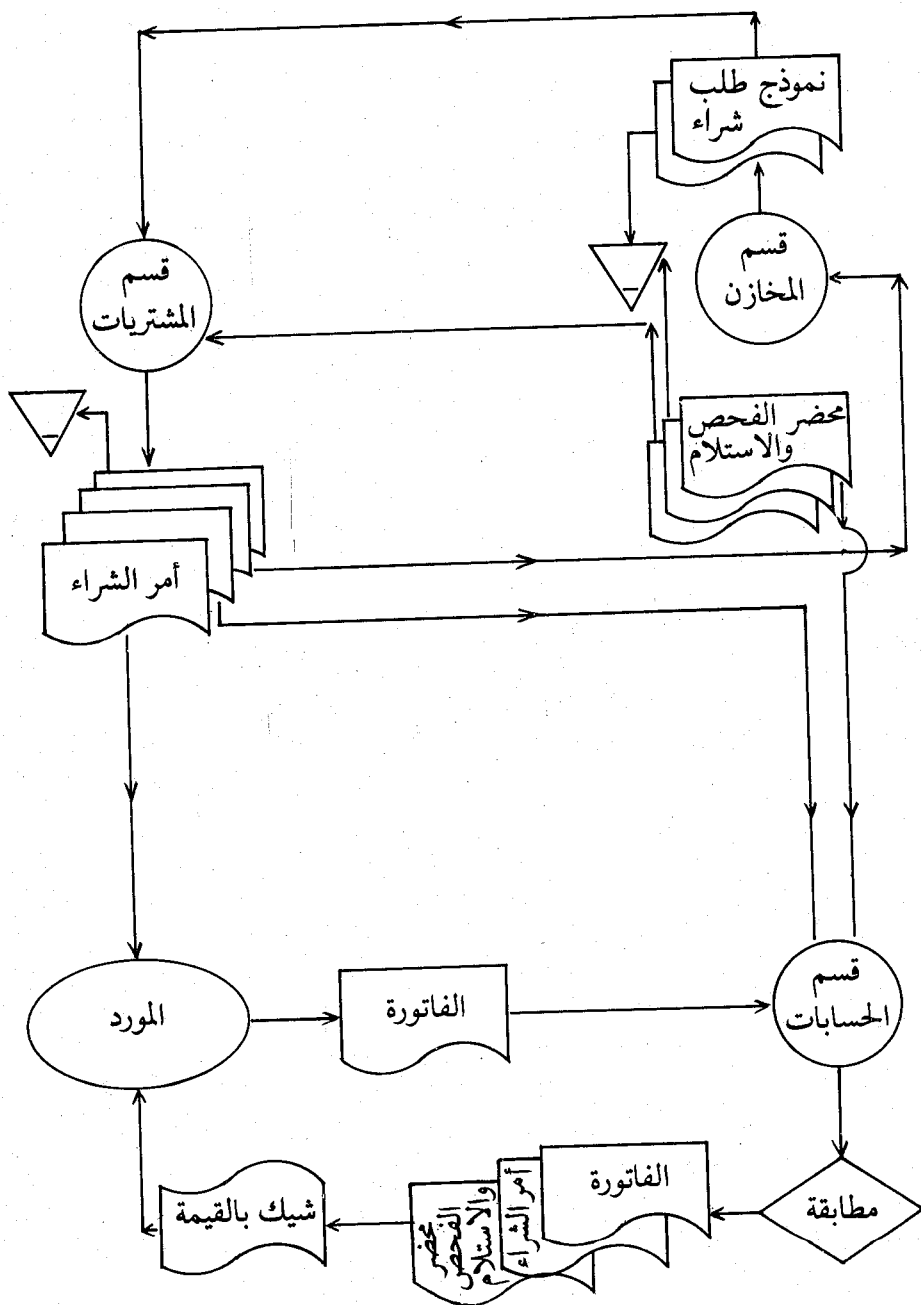 نموذج طلب
شراء
قسم
المخازن
قسم
المشتريات
محضر الفحص
والاستلام
أمر الشراء
قسم
الحسابات
الفاتورة
المورد
مطابقة
الفاتورة
أمر الشراء
محضر
الفحص
والاستلام
شيك بالقيمة